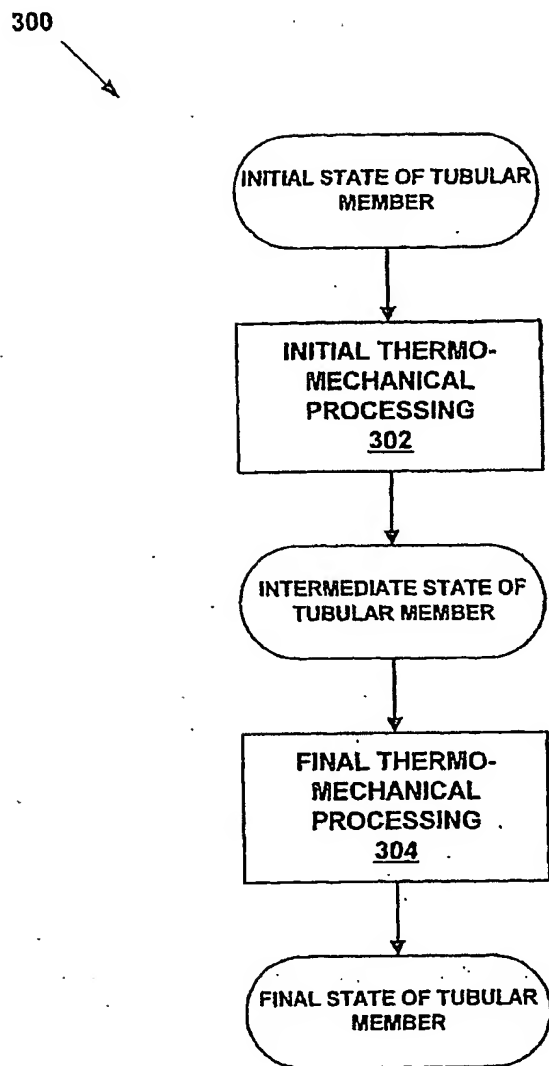 300
INITIAL STATE OF TUBULAR
MEMBER
INITIAL THERMO-
MECHANICAL
PROCESSING
302
INTERMEDIATE STATE OF
TUBULAR MEMBER
FINAL THERMO-
MECHANICAL
PROCESSING
304
FINAL STATE OF TUBULAR
MEMBER